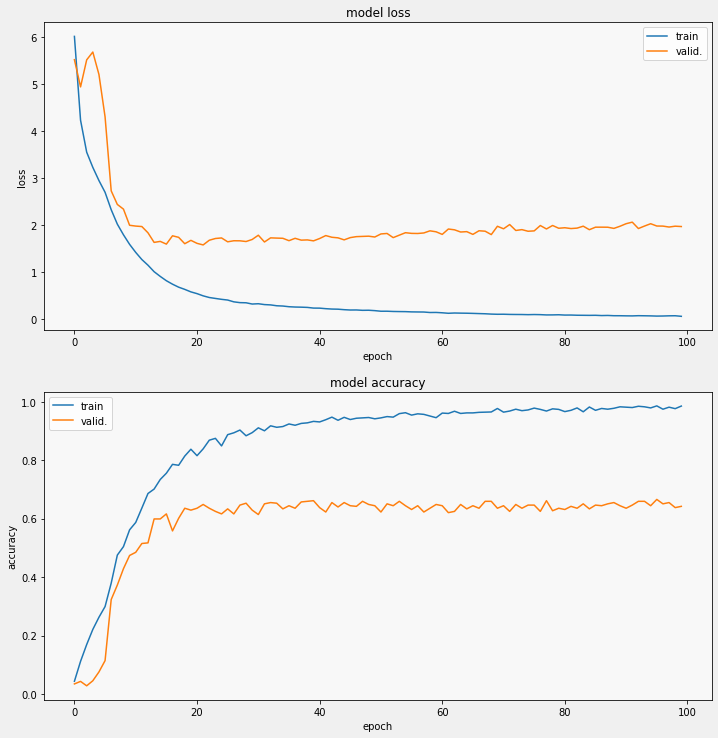 model loss
6
5
4
3
2
1
0
loss
train
valid.
0 20 40 60 80 100
epoch
model accuracy
1.0
0.8
0.6
0.4
0.2
0.0
accuracy
train
valid.
0 20 40 60 80 100
epoch